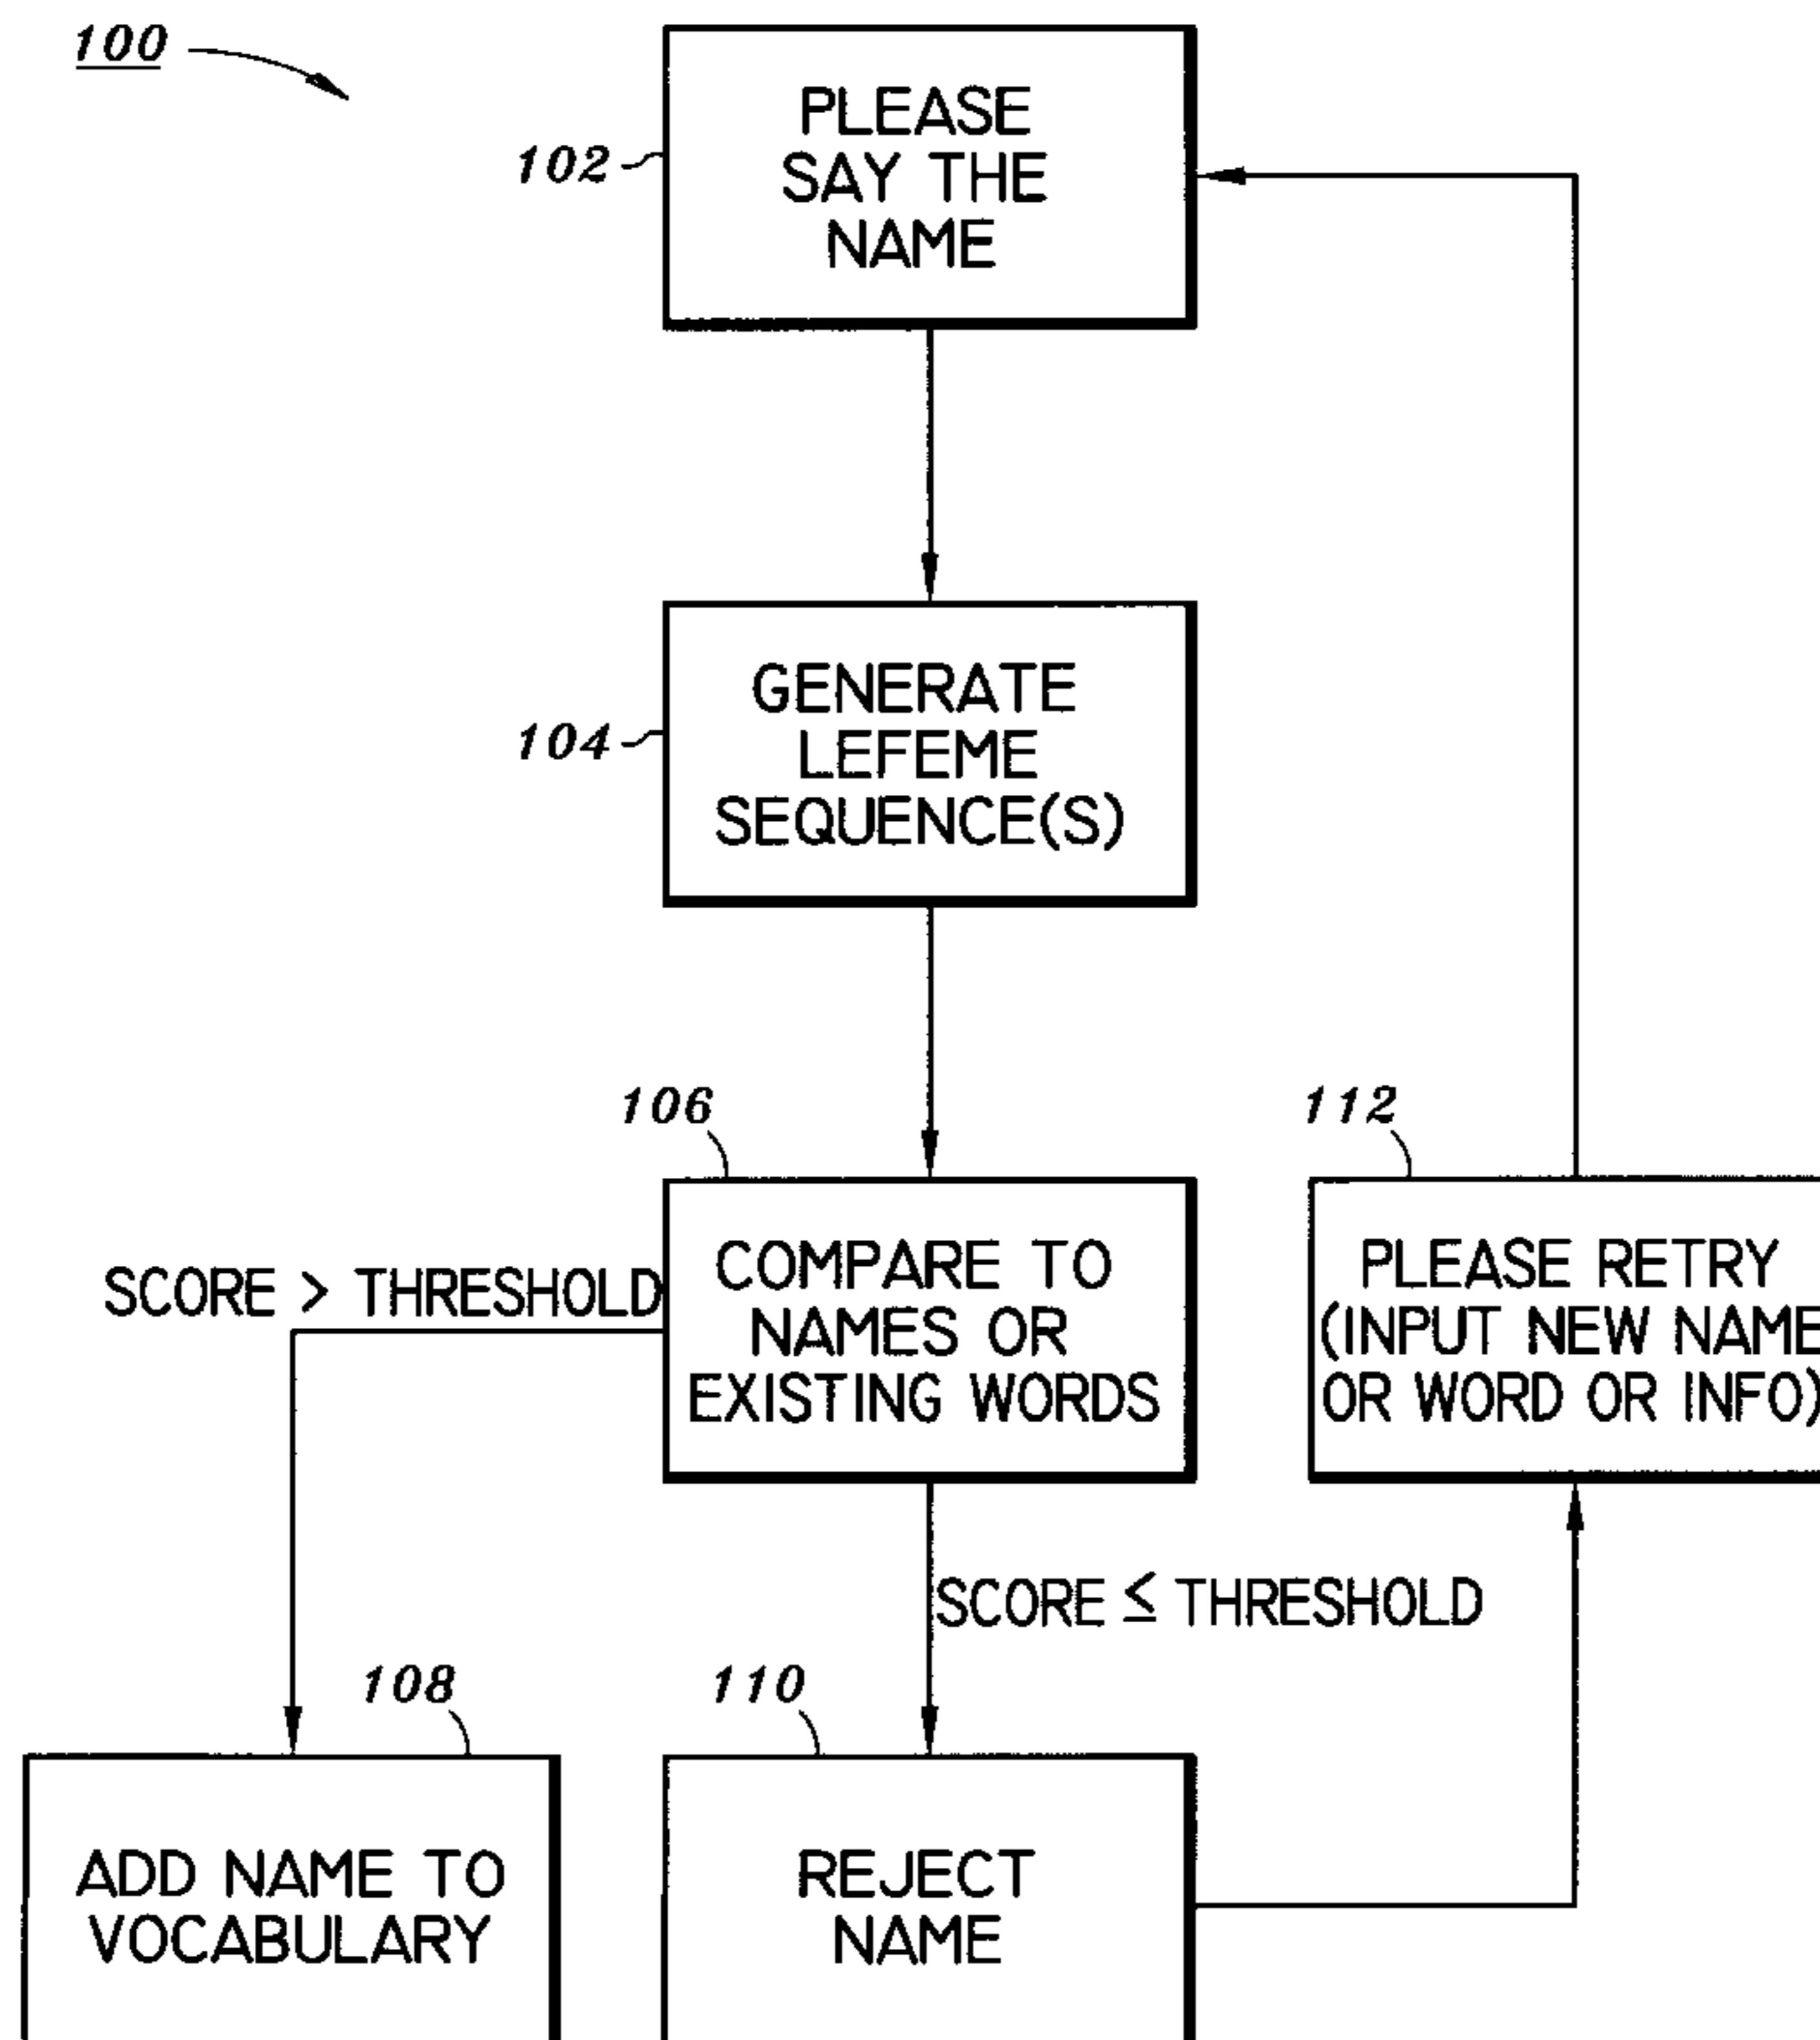 100
102
PLEASE
SAY THE
NAME
104
GENERATE
LEFEME
SEQUENCE(S)
106
COMPARE TO
NAMES OR
EXISTING WORDS
112
PLEASE RETRY
(INPUT NEW NAME
OR WORD OR INFO)
SCORE > THRESHOLD
SCORE ≤ THRESHOLD
108
ADD NAME TO
VOCABULARY
110
REJECT
NAME